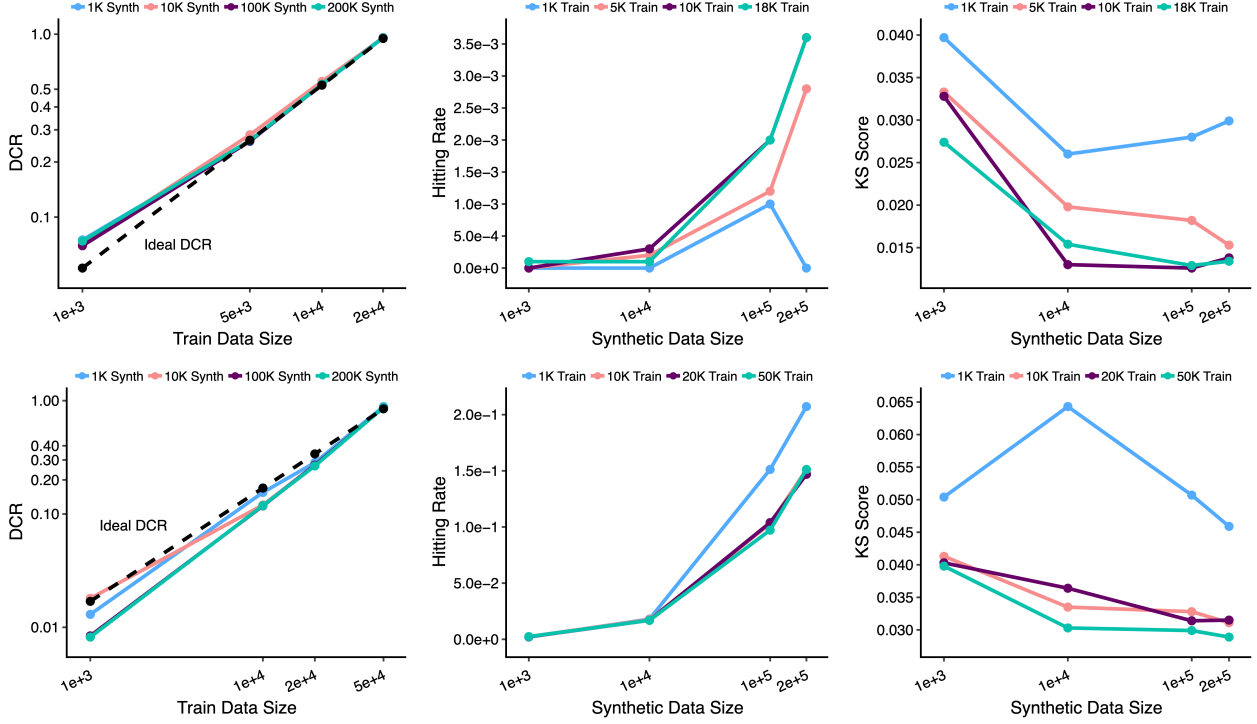 1K Synth 10K Synth 100K Synth 200K Synth
1.0
0.5
0.4
0.3
0.2
0.1
DCR
Ideal DCR
1e+3 5e+3 1e+4 2e+4
Train Data Size
1K Train 5K Train 10K Train 18K Train
3.5e−3
3.0e−3
2.5e−3
2.0e−3
1.5e−3
1.0e−3
5.0e−4
0.0e+0
Hitting Rate
1e+3 1e+4 1e+5 2e+5
Synthetic Data Size
1K Train 5K Train 10K Train 18K Train
0.040
0.035
0.030
0.025
0.020
0.015
KS Score
1e+3 1e+4 1e+5 2e+5
Synthetic Data Size
1K Synth 10K Synth 100K Synth 200K Synth
1.00
0.40
0.30
0.20
0.10
0.01
DCR
Ideal DCR
1e+3 1e+4 2e+4 5e+4
Train Data Size
1K Train 10K Train 20K Train 50K Train
2.0e−1
1.5e−1
1.0e−1
5.0e−2
0.0e+0
Hitting Rate
1e+3 1e+4 1e+5 2e+5
Synthetic Data Size
1K Train 10K Train 20K Train 50K Train
0.065
0.060
0.055
0.050
0.045
0.040
0.035
0.030
KS Score
1e+3 1e+4 1e+5 2e+5
Synthetic Data Size